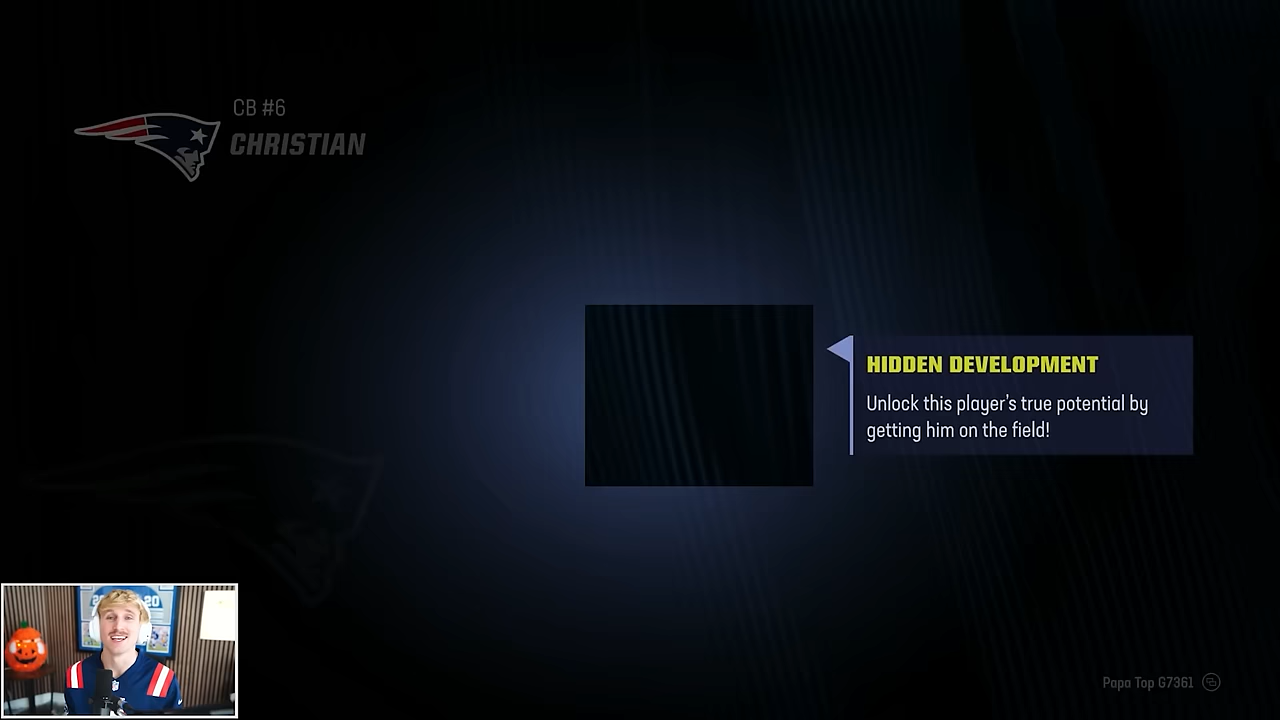 CB #6
CHRISTIAN
HIDDEN DEVELOPMENT
Unlock this player's true potential by
getting him on the field!
Papa Top G7361
20